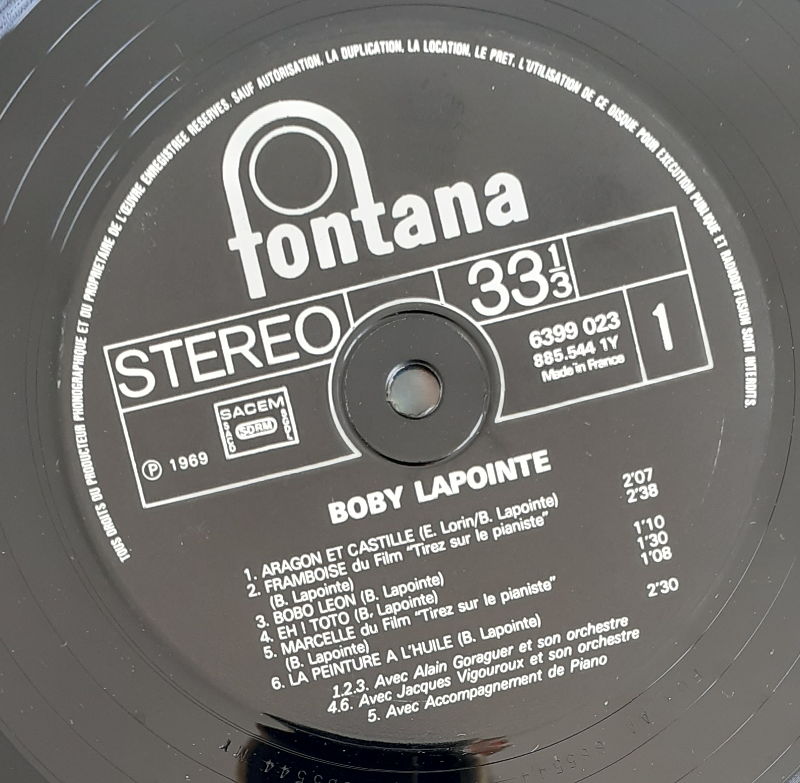 TOUS DROITS DU PRODUCTEUR PHONOGRAPHIQUE ET DU PROPRIETAIRE DE L'ŒUVRE ENREGISTREE RESERVES. SAUF AUTORISATION, LA DUPLICATION, LA LOCATION, LE PRET, L'UTILISATION DE CE DISQUE POUR EXECUTION PUBLIQUE ET RADIODIFFUSION SONT INTERDITS.
fontana
STEREO
33 1/3
6399 023
885.544 1Y
Made in France
1
SACEM
SACD
SDRM
SGDL
Ⓟ 1969
BOBY LAPOINTE
1. ARAGON ET CASTILLE (E. Lorin/B. Lapointe) 2'07
2. FRAMBOISE du Film "Tirez sur le pianiste" 2'38
(B. Lapointe)
3. BOBO LEON (B. Lapointe) 1'10
4. EH ! TOTO (B. Lapointe) 1'30
5. MARCELLE du Film "Tirez sur le pianiste" 1'08
(B. Lapointe)
6. LA PEINTURE A L'HUILE (B. Lapointe) 2'30
1.2.3. Avec Alain Goraguer et son orchestre
4.6. Avec Jacques Vigouroux et son orchestre
5. Avec Accompagnement de Piano